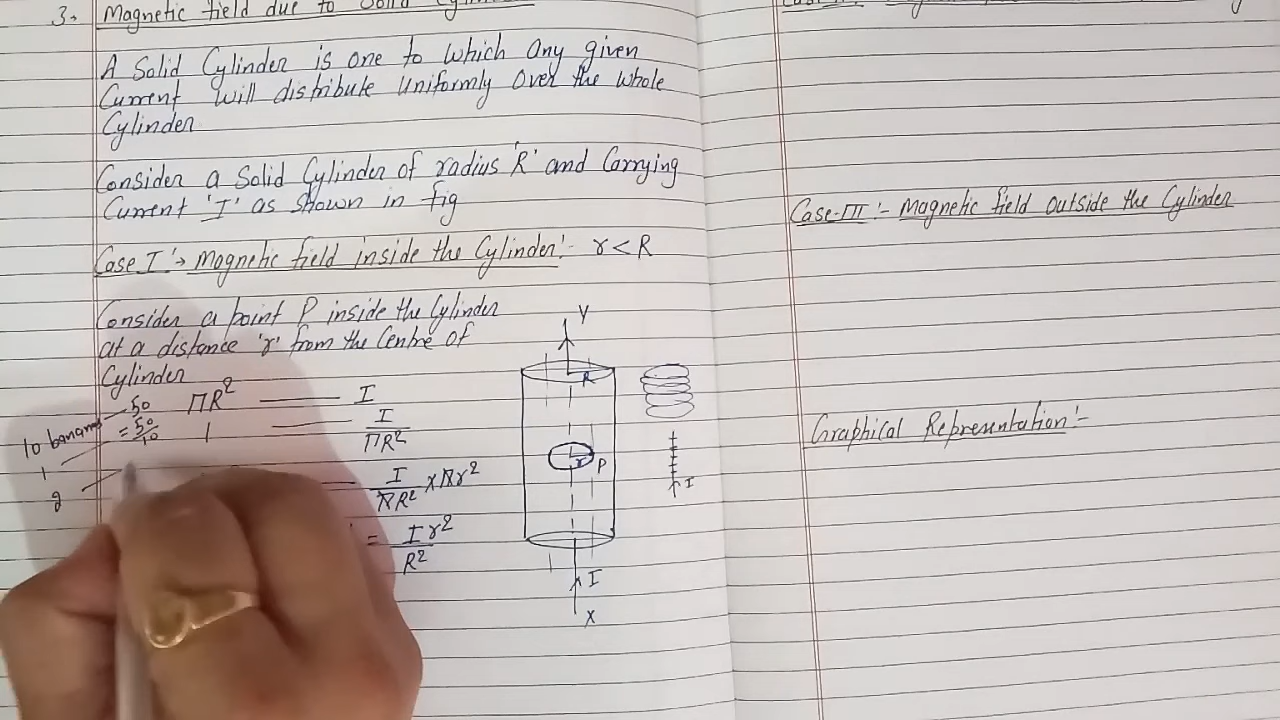 3. Magnetic field due to Solid
A Solid Cylinder is one to which any given
Current will distribute Uniformly Over the whole
Cylinder
Consider a Solid Cylinder of radius 'R' and Carrying
Current 'I' as shown in fig
Case I :→ Magnetic field inside the Cylinder:- r < R
Consider a point P inside the Cylinder
at a distance 'r' from the Centre of
Cylinder
πR² —— I
1 —— I/πR²
I/πR² × πr²
= Ir²/R²
10 banana 50
1 = 50/10
2
Y
R
r P
I
X
I
Case-III :- Magnetic field outside the Cylinder
Graphical Representation:-